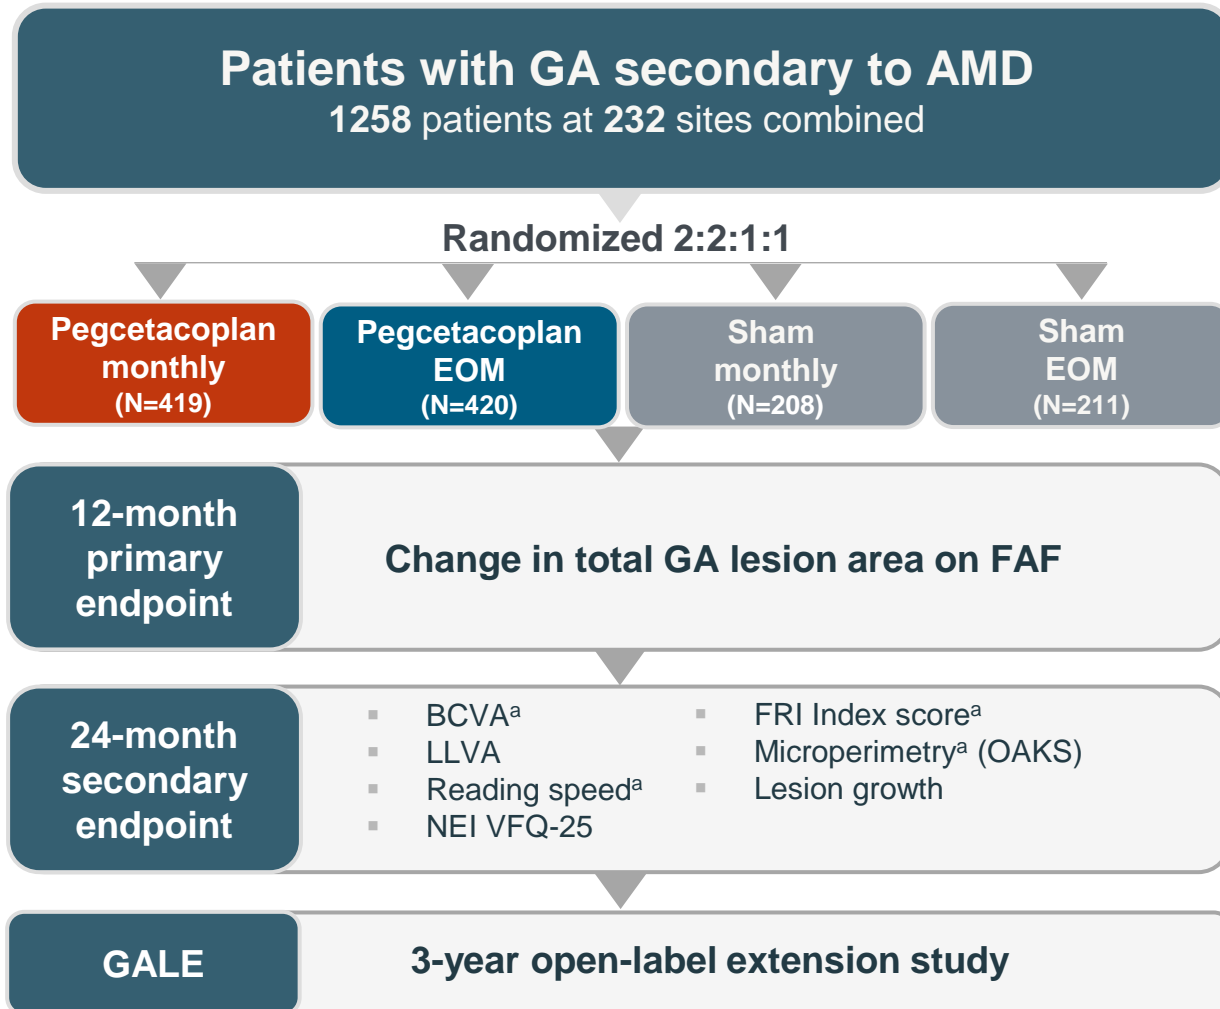 Patients with GA secondary to AMD
1258 patients at 232 sites combined
Randomized 2:2:1:1
Pegcetacoplan
monthly
(N=419)
Pegcetacoplan
EOM
(N=420)
Sham
monthly
(N=208)
Sham
EOM
(N=211)
12-month
primary
endpoint
Change in total GA lesion area on FAF
24-month
secondary
endpoint
▪ BCVAᵃ
▪ LLVA
▪ Reading speedᵃ
▪ NEI VFQ-25
▪ FRI Index scoreᵃ
▪ Microperimetryᵃ (OAKS)
▪ Lesion growth
GALE
3-year open-label extension study